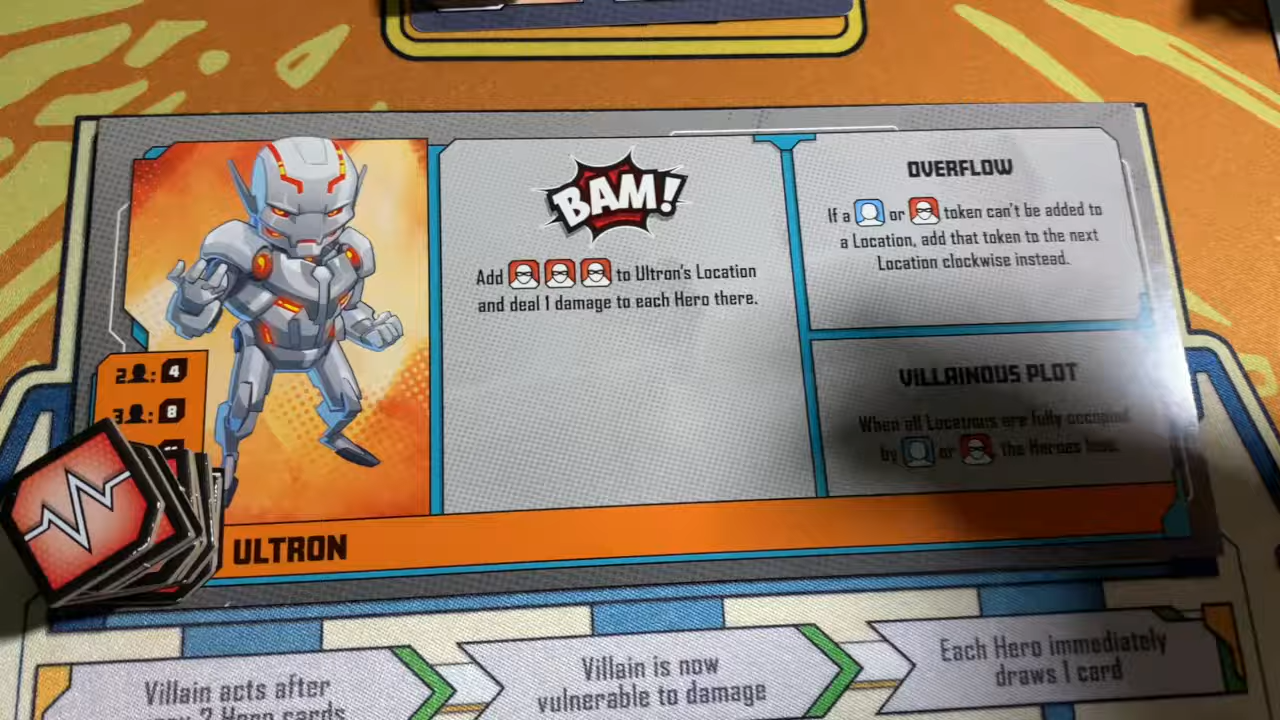 BAM!
Add to Ultron's Location
and deal 1 damage to each Hero there.
OVERFLOW
If a or token can't be added to
a Location, add that token to the next
Location clockwise instead.
VILLAINOUS PLOT
When all Locations are fully occupied
by or the Heroes lose.
2 : 4
3 : 8
ULTRON
Villain acts after
Hero cards
Villain is now
vulnerable to damage
Each Hero immediately
draws 1 card